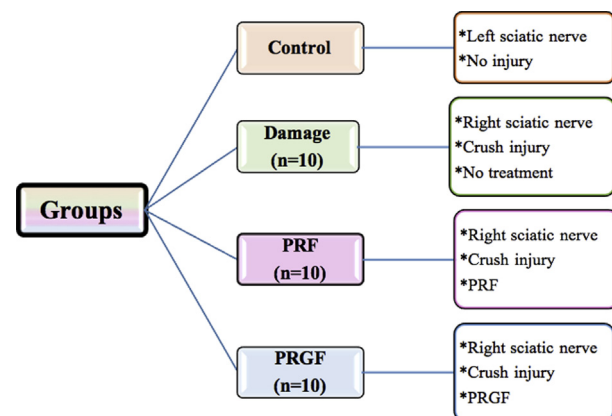 Groups
Control
*Left sciatic nerve
*No injury
Damage
(n=10)
*Right sciatic nerve
*Crush injury
*No treatment
PRF
(n=10)
*Right sciatic nerve
*Crush injury
*PRF
PRGF
(n=10)
*Right sciatic nerve
*Crush injury
*PRGF